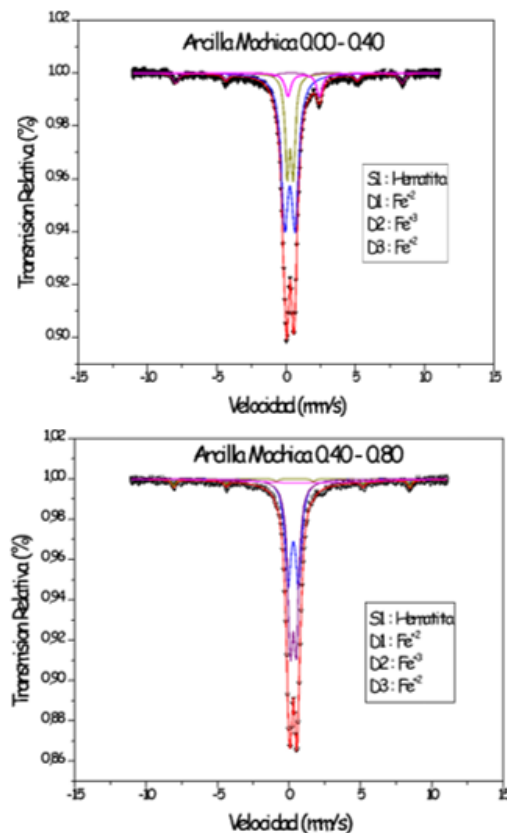 1.02
Arcilla Mochica 0.00 - 0.40
1.00
0.98
0.96
0.94
0.92
0.90
Transmision Relativa (%)
S1 : Hematita
D1 : Fe+2
D2 : Fe+3
D3 : Fe+2
-15 -10 -5 0 5 10 15
Velocidad (mm/s)
1.02
Arcilla Mochica 0.40 - 0.80
1.00
0.98
0.96
0.94
0.92
0.90
0.88
0.86
Transmision Relativa (%)
S1 : Hematita
D1 : Fe+2
D2 : Fe+3
D3 : Fe+2
-15 -10 -5 0 5 10 15
Velocidad (mm/s)